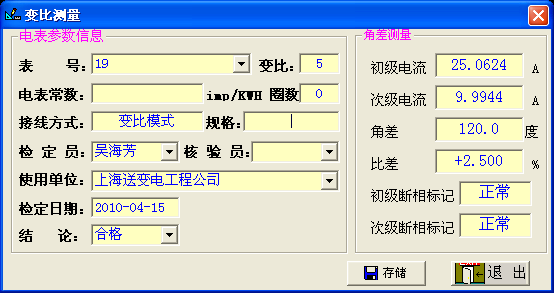 变比测量
电表参数信息
表 号: 19 变比: 5
电表常数: imp/KWH 圈数 0
接线方式: 变比模式 规格:
检 定 员: 吴海芳 核 验 员:
使用单位: 上海送变电工程公司
检定日期: 2010-04-15
结 论: 合格
角差测量
初级电流 25.0624 A
次级电流 9.9944 A
角差 120.0 度
比差 +2.500 %
初级断相标记 正常
次级断相标记 正常
存储 退 出